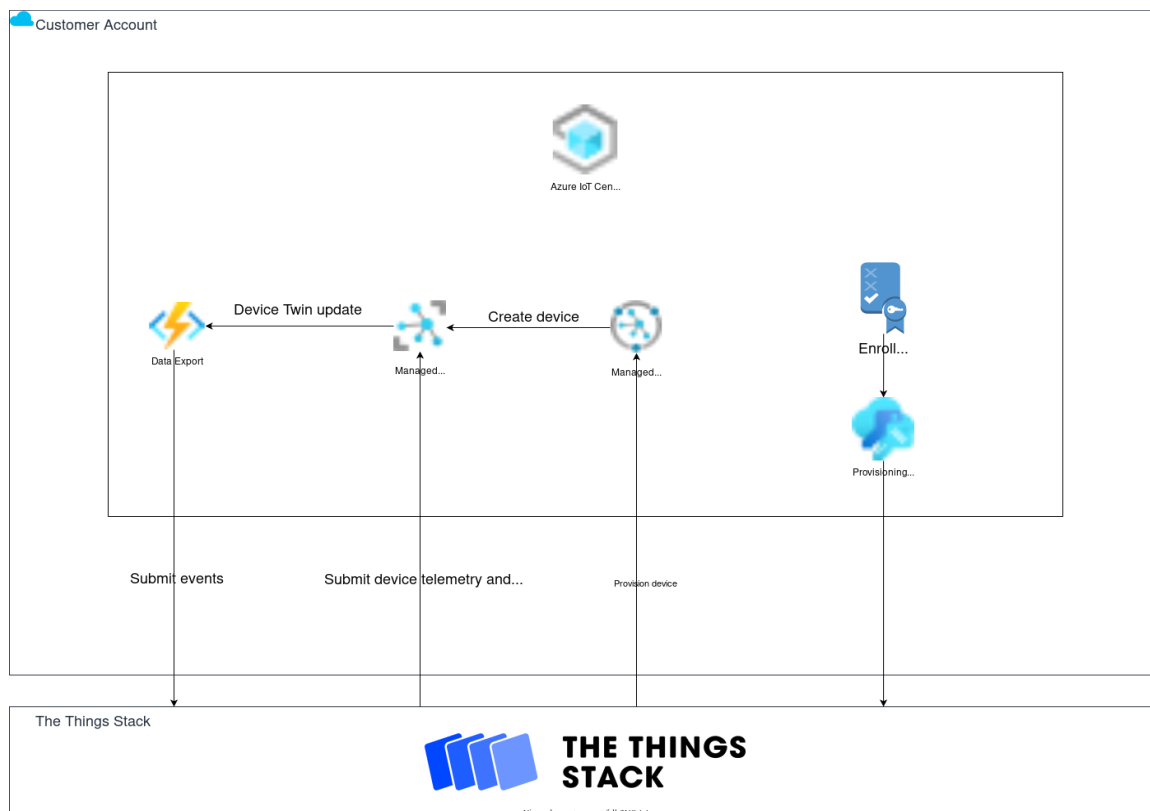 Customer Account
Azure IoT Cen...
Device Twin update
Create device
Data Export
Managed...
Managed...
Enroll...
Provisioning...
Submit events
Submit device telemetry and...
Provision device
The Things Stack
THE THINGS
STACK